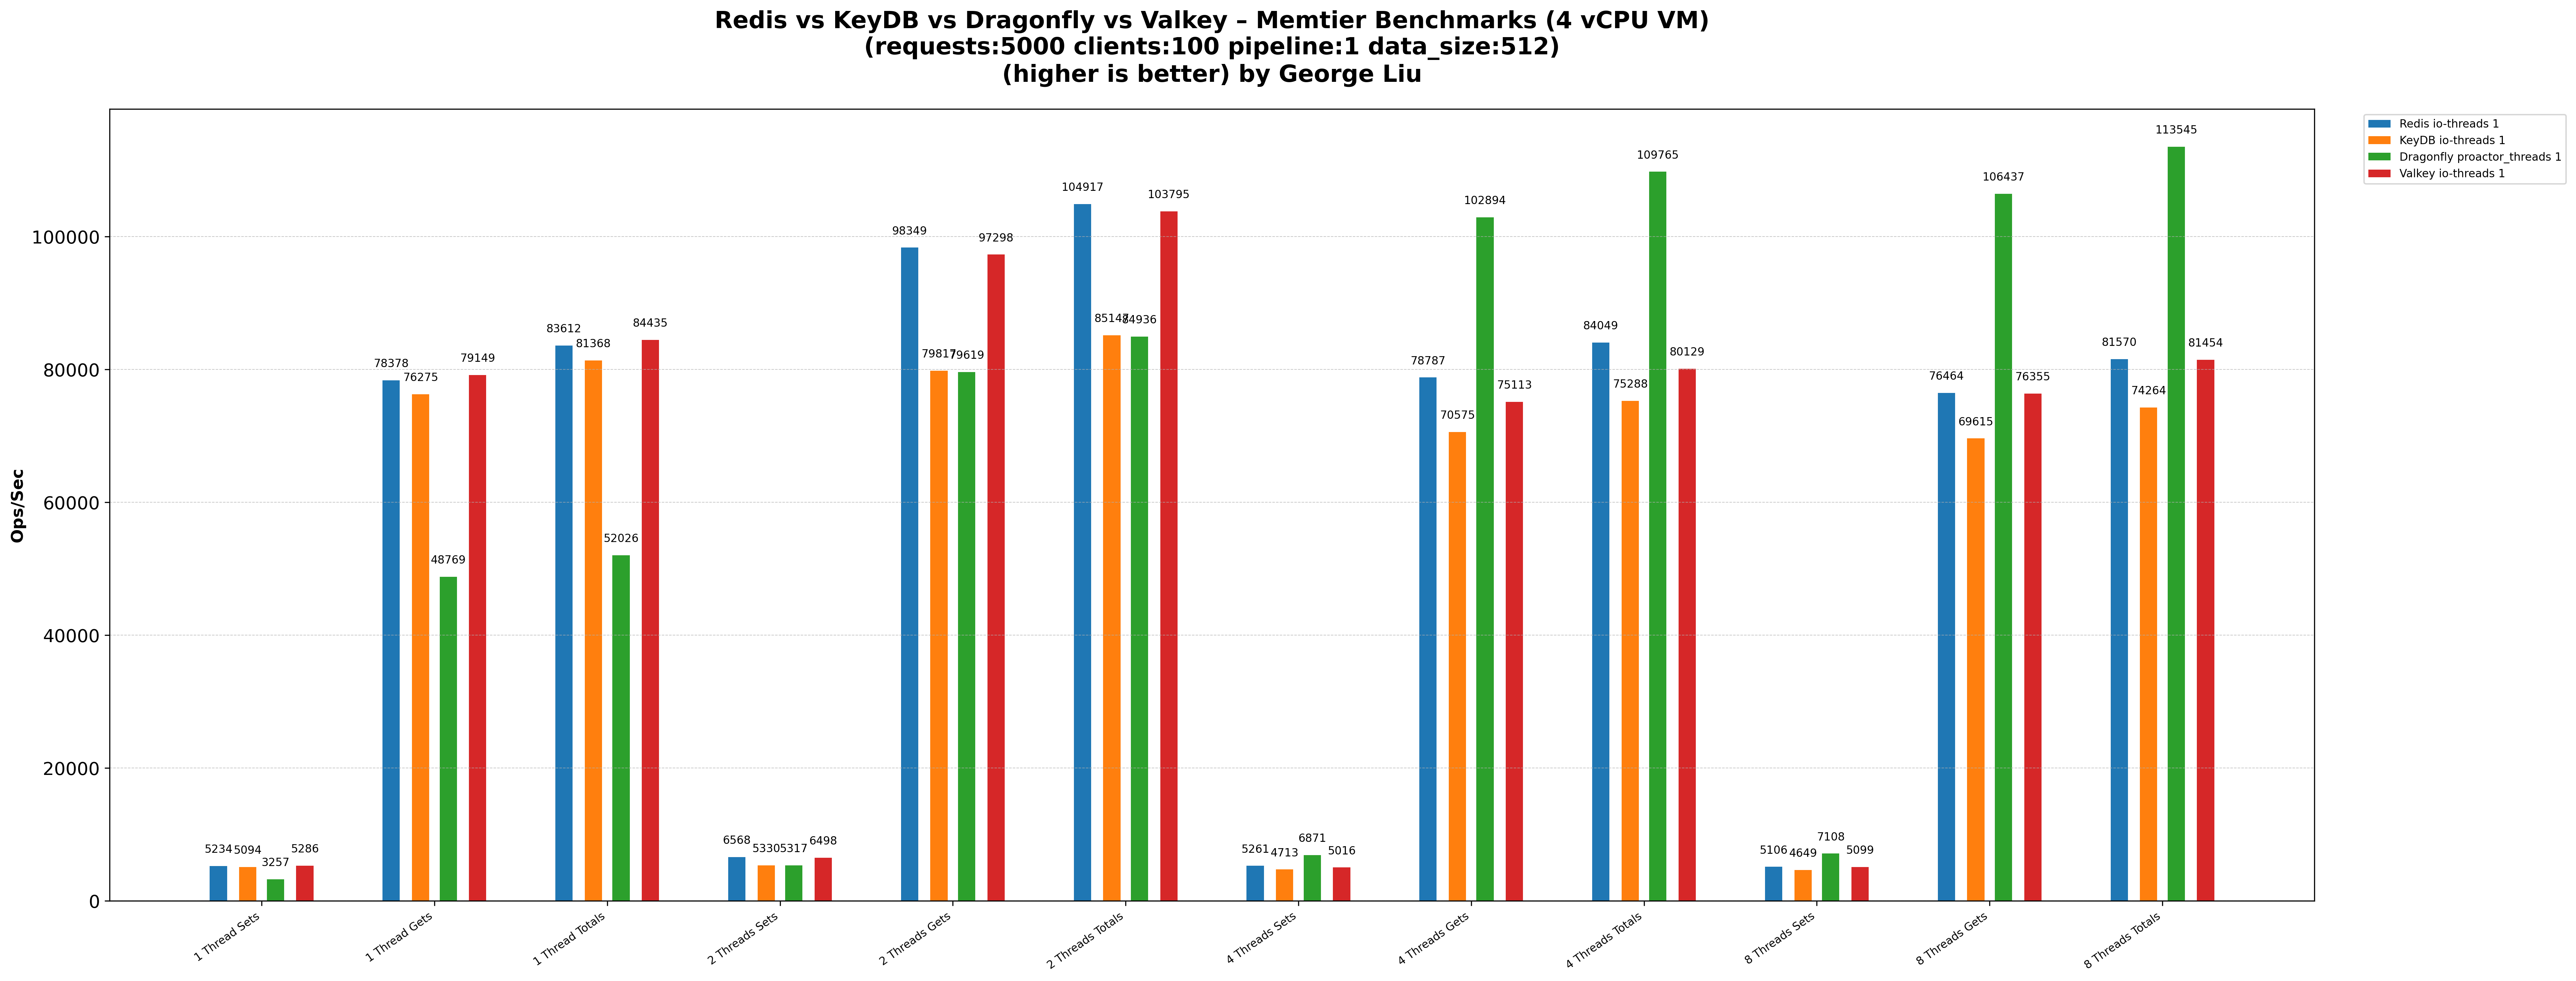 Redis vs KeyDB vs Dragonfly vs Valkey – Memtier Benchmarks (4 vCPU VM)
(requests:5000 clients:100 pipeline:1 data_size:512)
(higher is better) by George Liu
Redis io-threads 1
KeyDB io-threads 1
Dragonfly proactor_threads 1
Valkey io-threads 1
Ops/Sec
100000
80000
60000
40000
20000
0
5234 5094 3257 5286
78378 76275 48769 79149
83612 81368 52026 84435
6568 5330 5317 6498
98349 79817 79619 97298
104917 85147 84936 103795
5261 4713 6871 5016
78787 70575 102894 75113
84049 75288 109765 80129
5106 4649 7108 5099
76464 69615 106437 76355
81570 74264 113545 81454
1 Thread Sets
1 Thread Gets
1 Thread Totals
2 Threads Sets
2 Threads Gets
2 Threads Totals
4 Threads Sets
4 Threads Gets
4 Threads Totals
8 Threads Sets
8 Threads Gets
8 Threads Totals